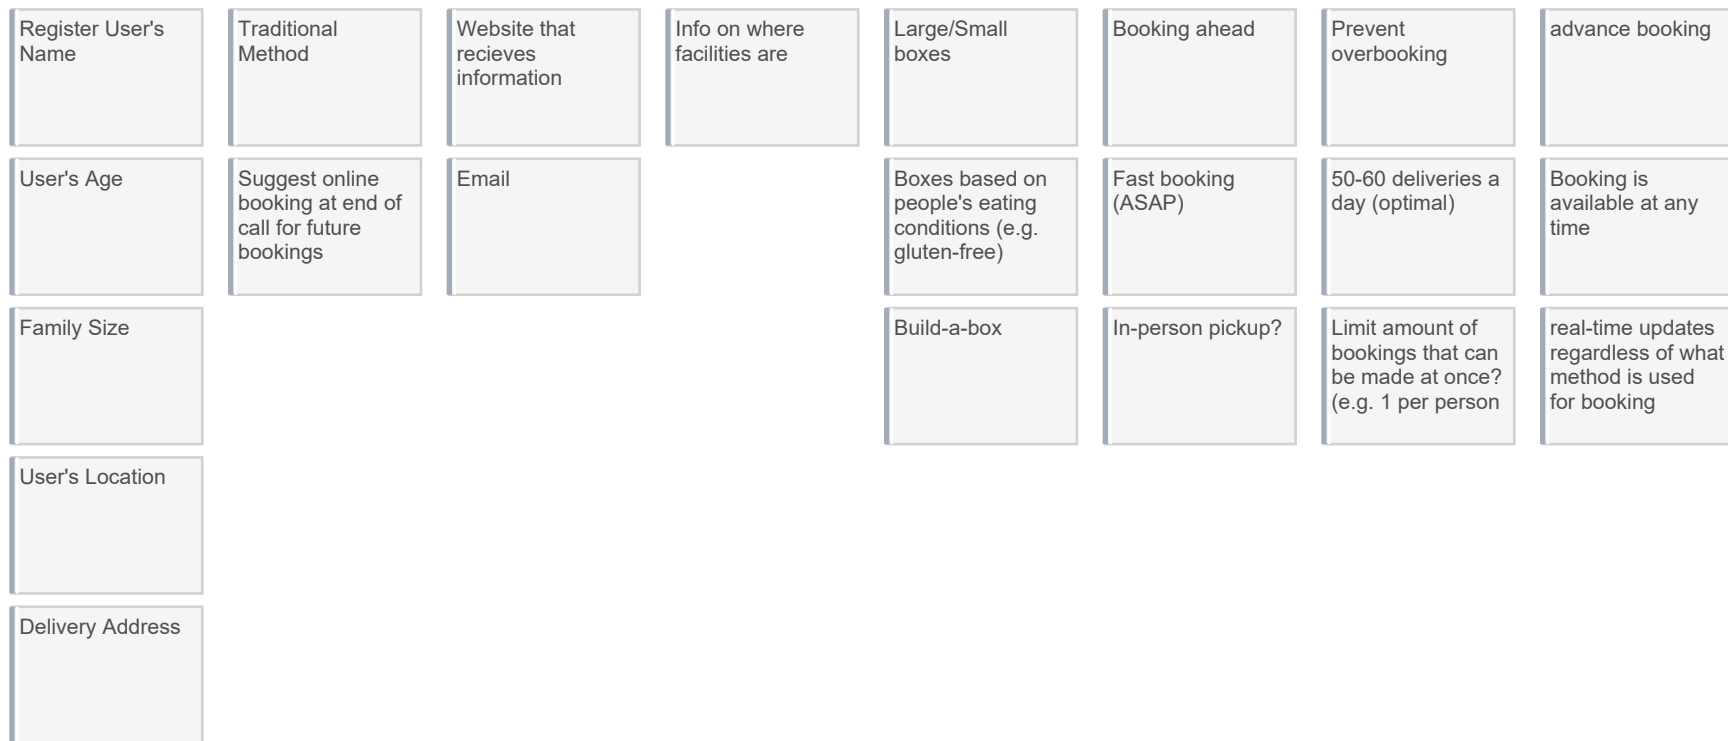 Register User's
Name
Traditional
Method
Website that
recieves
information
Info on where
facilities are
Large/Small
boxes
Booking ahead
Prevent
overbooking
advance booking
User's Age
Suggest online
booking at end of
call for future
bookings
Email
Boxes based on
people's eating
conditions (e.g.
gluten-free)
Fast booking
(ASAP)
50-60 deliveries a
day (optimal)
Booking is
available at any
time
Family Size
Build-a-box
In-person pickup?
Limit amount of
bookings that can
be made at once?
(e.g. 1 per person
real-time updates
regardless of what
method is used
for booking
User's Location
Delivery Address